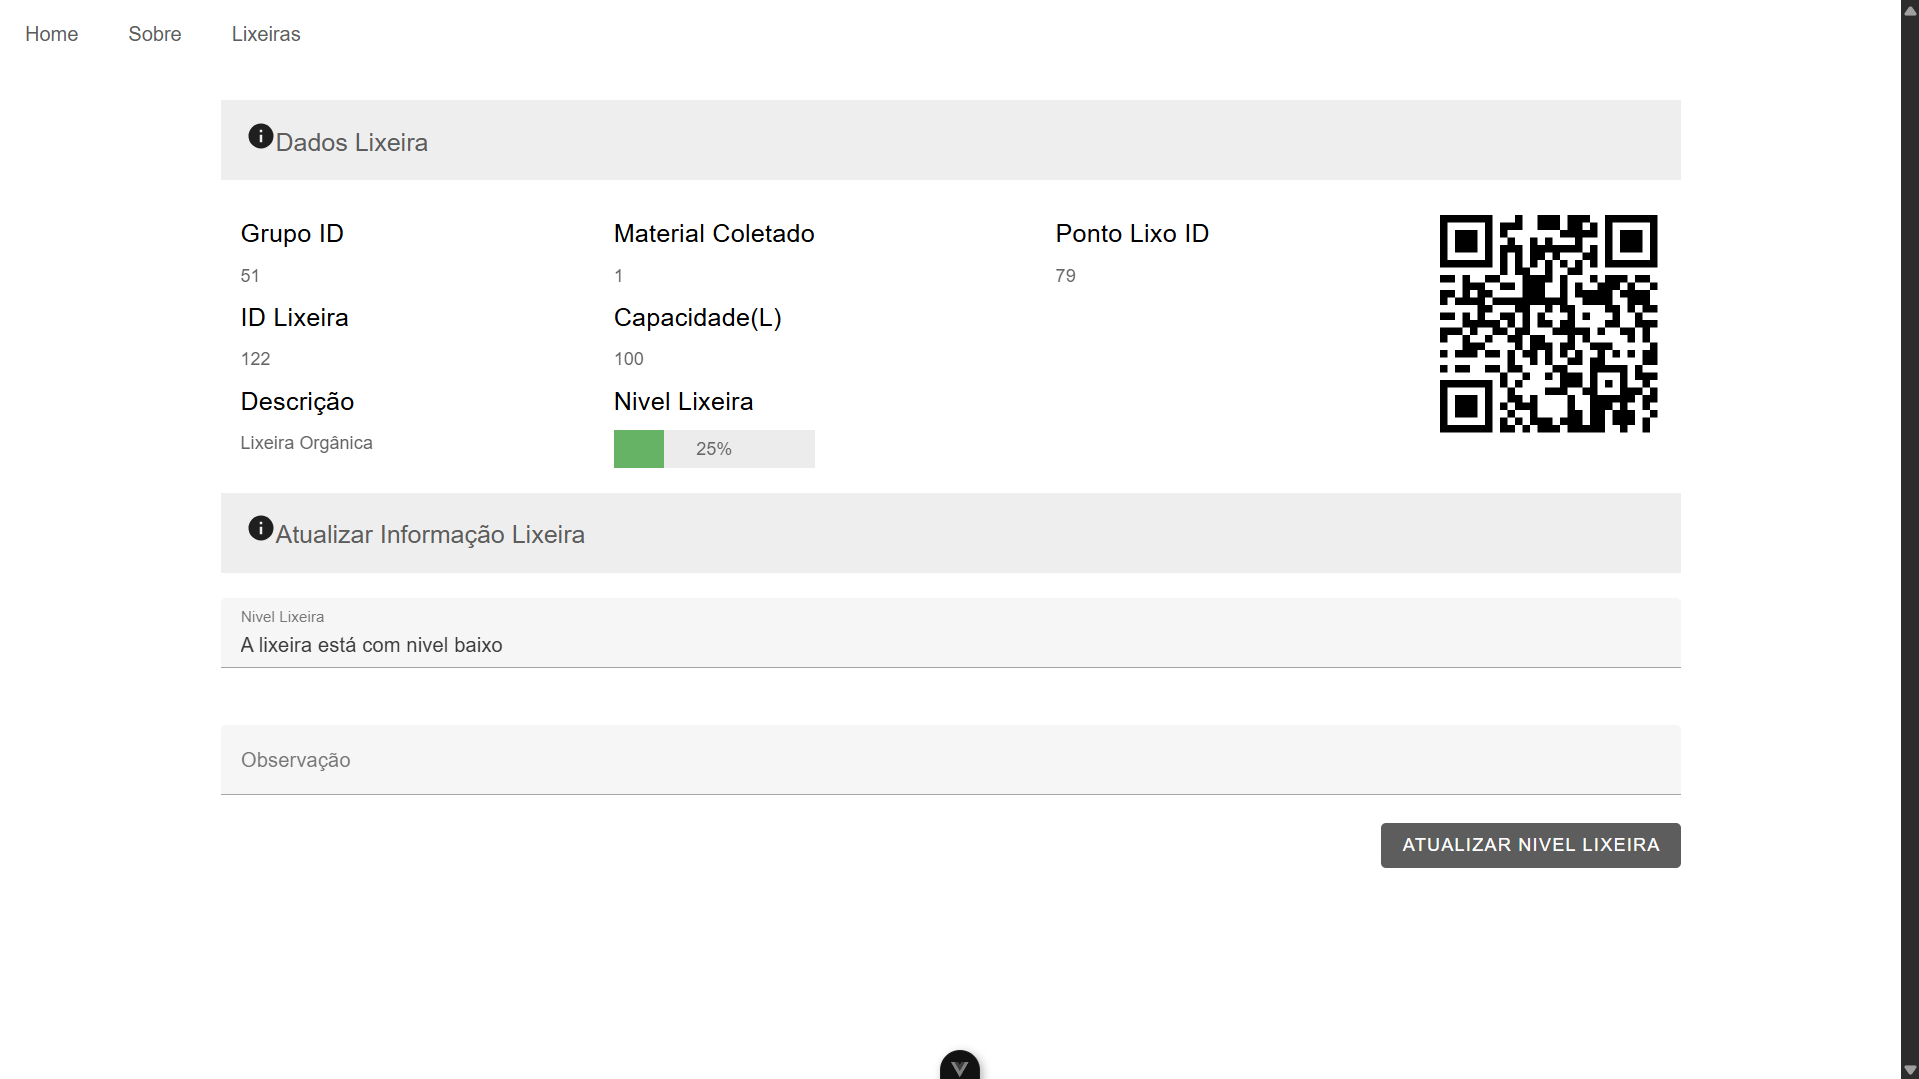 Home Sobre Lixeiras
Dados Lixeira
Grupo ID Material Coletado Ponto Lixo ID
51 1 79
ID Lixeira Capacidade(L)
122 100
Descrição Nivel Lixeira
Lixeira Orgânica 25%
Atualizar Informação Lixeira
Nivel Lixeira
A lixeira está com nivel baixo
Observação
ATUALIZAR NIVEL LIXEIRA